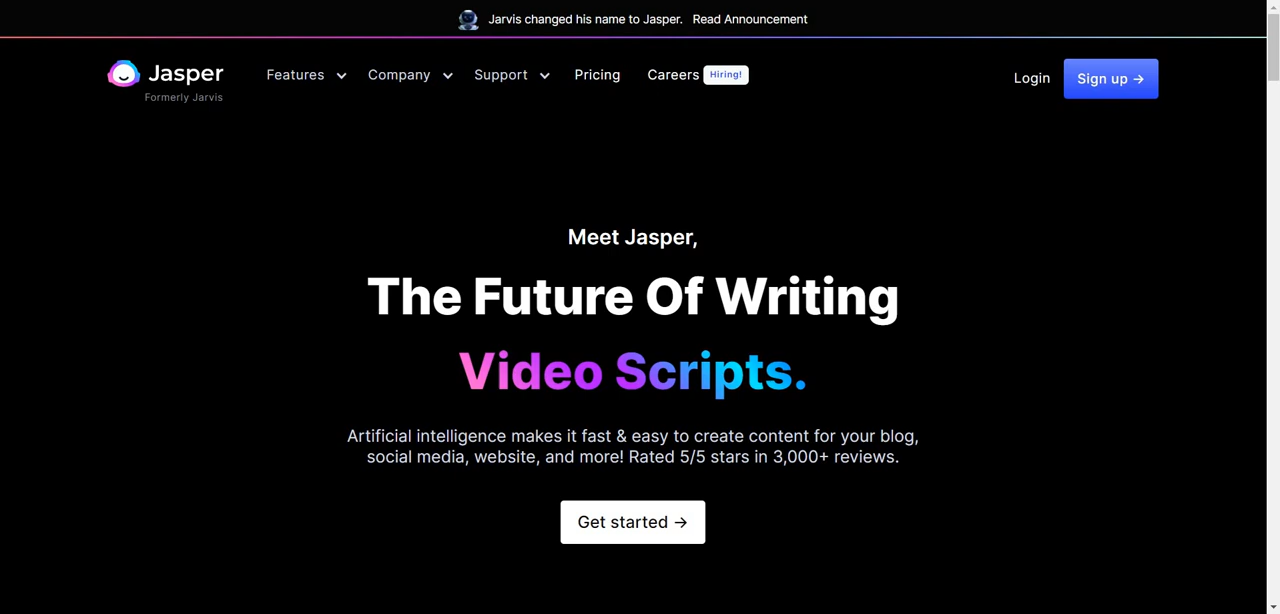 Jarvis changed his name to Jasper. Read Announcement
Jasper
Formerly Jarvis
Features Company Support Pricing Careers Hiring!
Login Sign up →
Meet Jasper,
The Future Of Writing
Video Scripts.
Artificial intelligence makes it fast & easy to create content for your blog,
social media, website, and more! Rated 5/5 stars in 3,000+ reviews.
Get started →